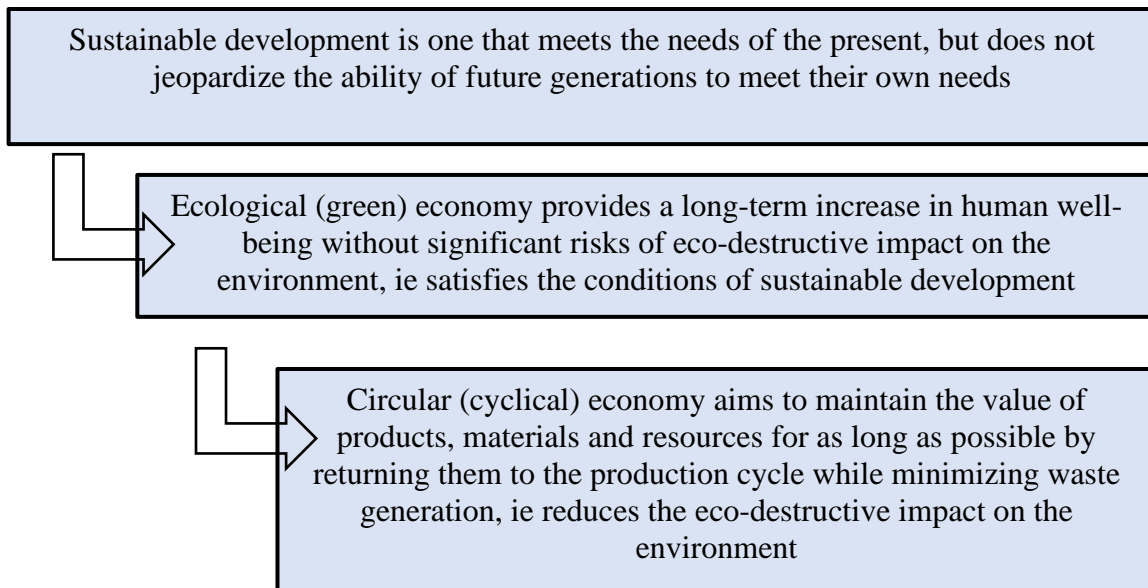 Sustainable development is one that meets the needs of the present, but does not
jeopardize the ability of future generations to meet their own needs
Ecological (green) economy provides a long-term increase in human well-
being without significant risks of eco-destructive impact on the
environment, ie satisfies the conditions of sustainable development
Circular (cyclical) economy aims to maintain the value of
products, materials and resources for as long as possible by
returning them to the production cycle while minimizing waste
generation, ie reduces the eco-destructive impact on the
environment